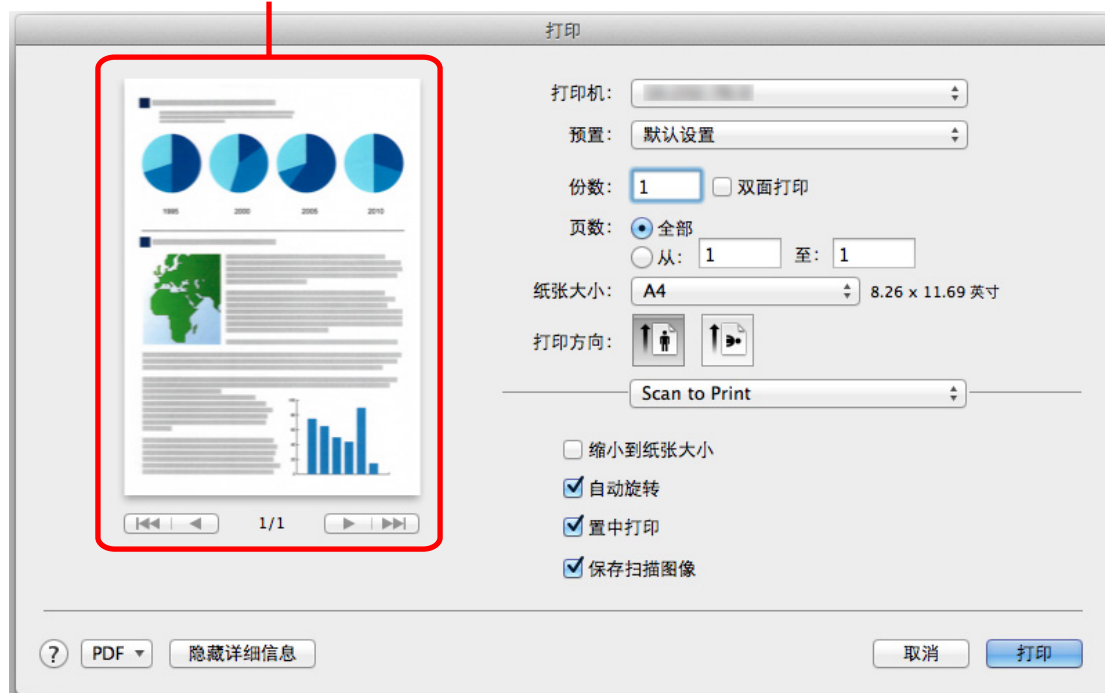 打印
打印机:
预置: 默认设置
份数: 1 双面打印
页数: 全部
从: 1 至: 1
纸张大小: A4 8.26 x 11.69 英寸
打印方向:
Scan to Print
缩小到纸张大小
自动旋转
置中打印
保存扫描图像
1995 2000 2005 2010
1/1
? PDF 隐藏详细信息 取消 打印